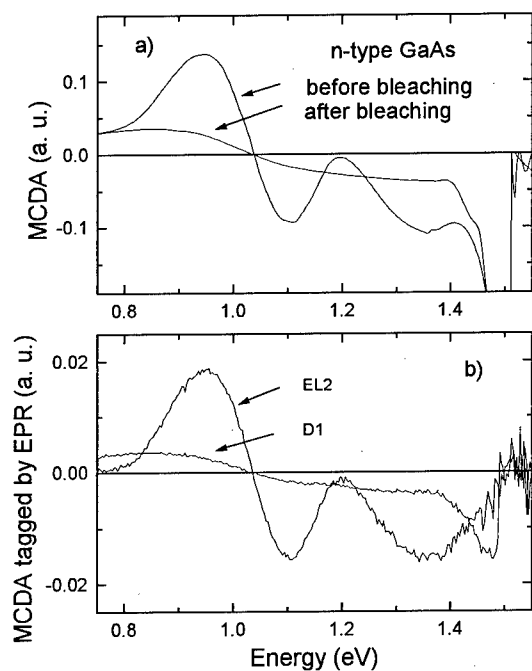 a)
n-type GaAs
before bleaching
after bleaching
MCDA (a. u.)
0.1
0.0
-0.1
0.8
1.0
1.2
1.4
b)
EL2
D1
MCDA tagged by EPR (a. u.)
0.02
0.00
-0.02
0.8
1.0
1.2
1.4
Energy (eV)